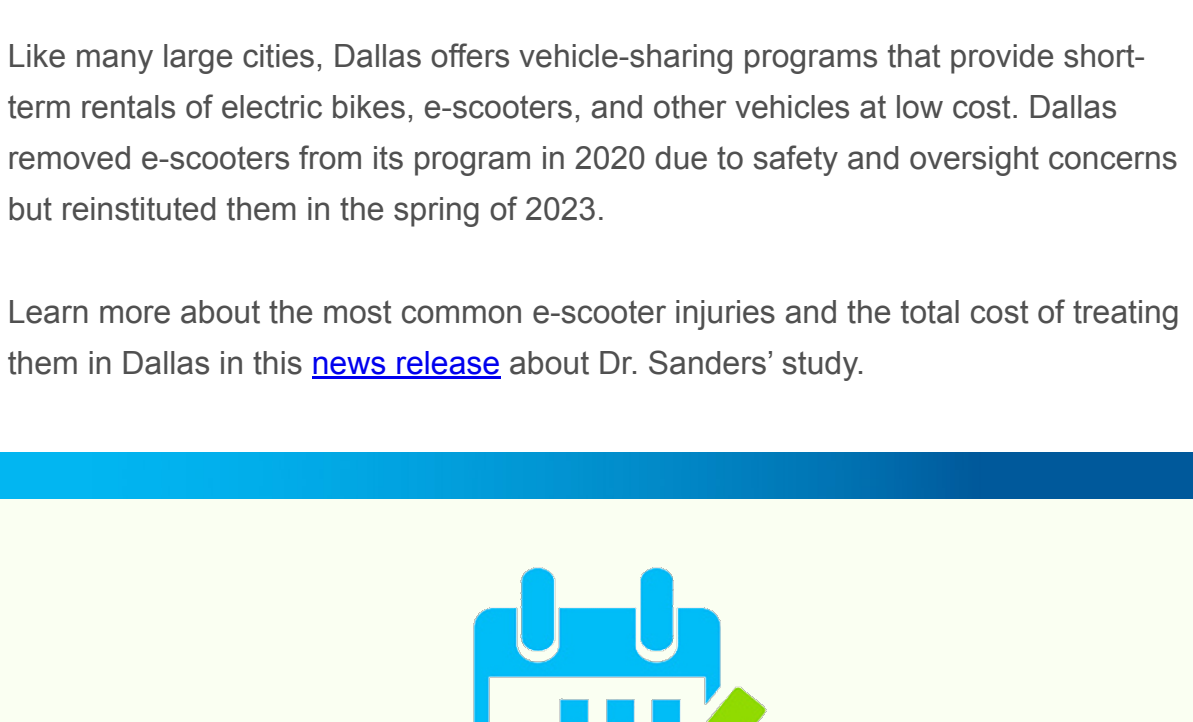 Like many large cities, Dallas offers vehicle-sharing programs that provide short-
term rentals of electric bikes, e-scooters, and other vehicles at low cost. Dallas
removed e-scooters from its program in 2020 due to safety and oversight concerns
but reinstituted them in the spring of 2023.
Learn more about the most common e-scooter injuries and the total cost of treating
them in Dallas in this news release about Dr. Sanders’ study.